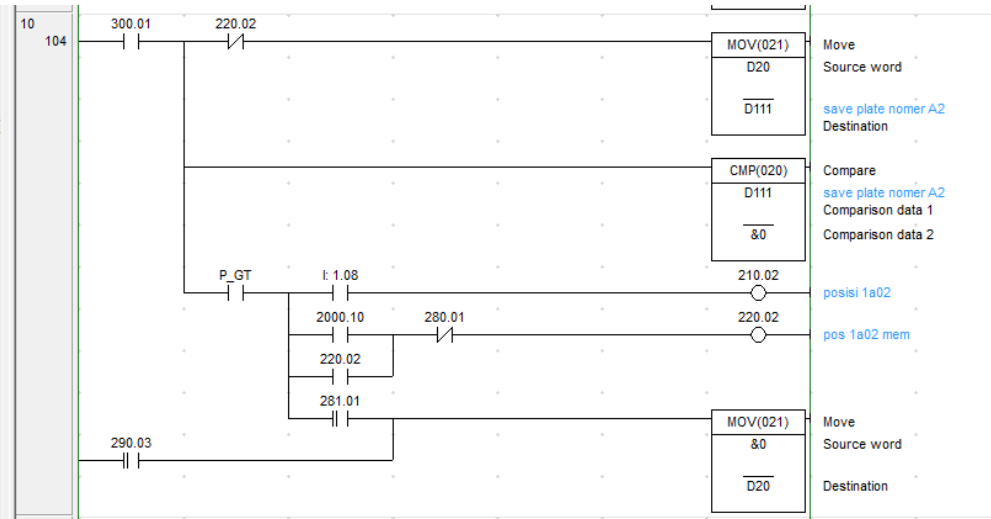 10
104
300.01
220.02
MOV(021)
Move
D20
Source word
D111
save plate nomer A2
Destination
CMP(020)
Compare
D111
save plate nomer A2
Comparison data 1
&0
Comparison data 2
P_GT
I: 1.08
210.02
posisi 1a02
2000.10
280.01
220.02
pos 1a02 mem
220.02
281.01
MOV(021)
Move
290.03
&0
Source word
D20
Destination